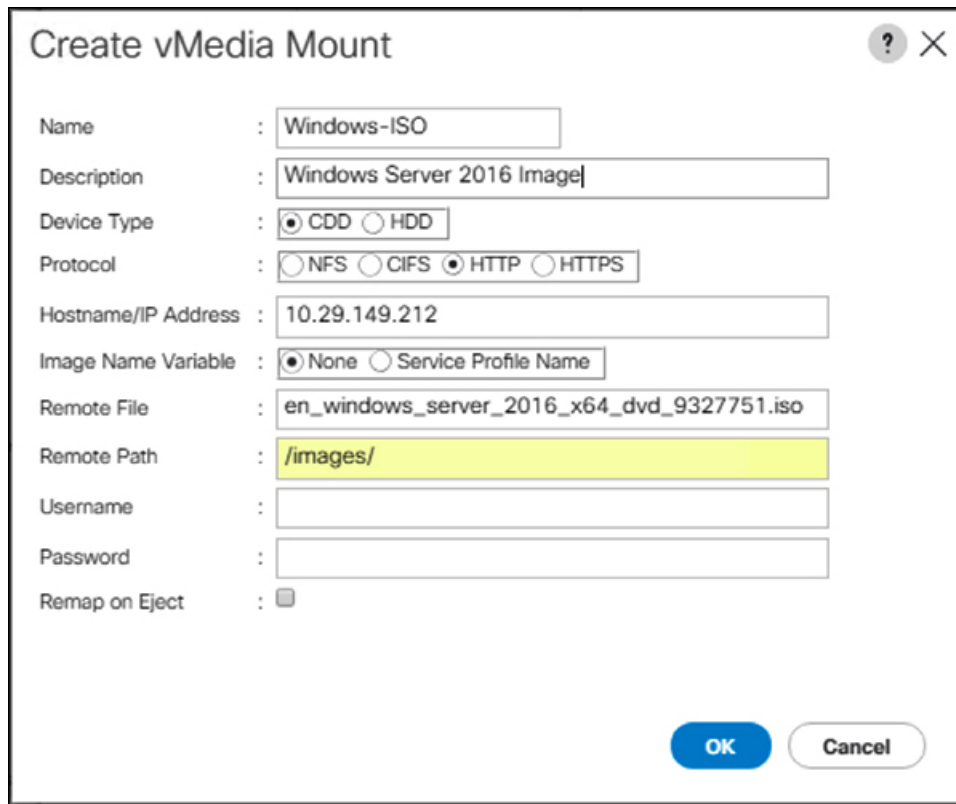 Create vMedia Mount ? 
Name : Windows-ISO
Description : Windows Server 2016 Image
Device Type : CDD HDD
Protocol : NFS CIFS HTTP HTTPS
Hostname/IP Address : 10.29.149.212
Image Name Variable : None Service Profile Name
Remote File : en_windows_server_2016_x64_dvd_9327751.iso
Remote Path : /images/
Username :
Password :
Remap on Eject :
OK Cancel